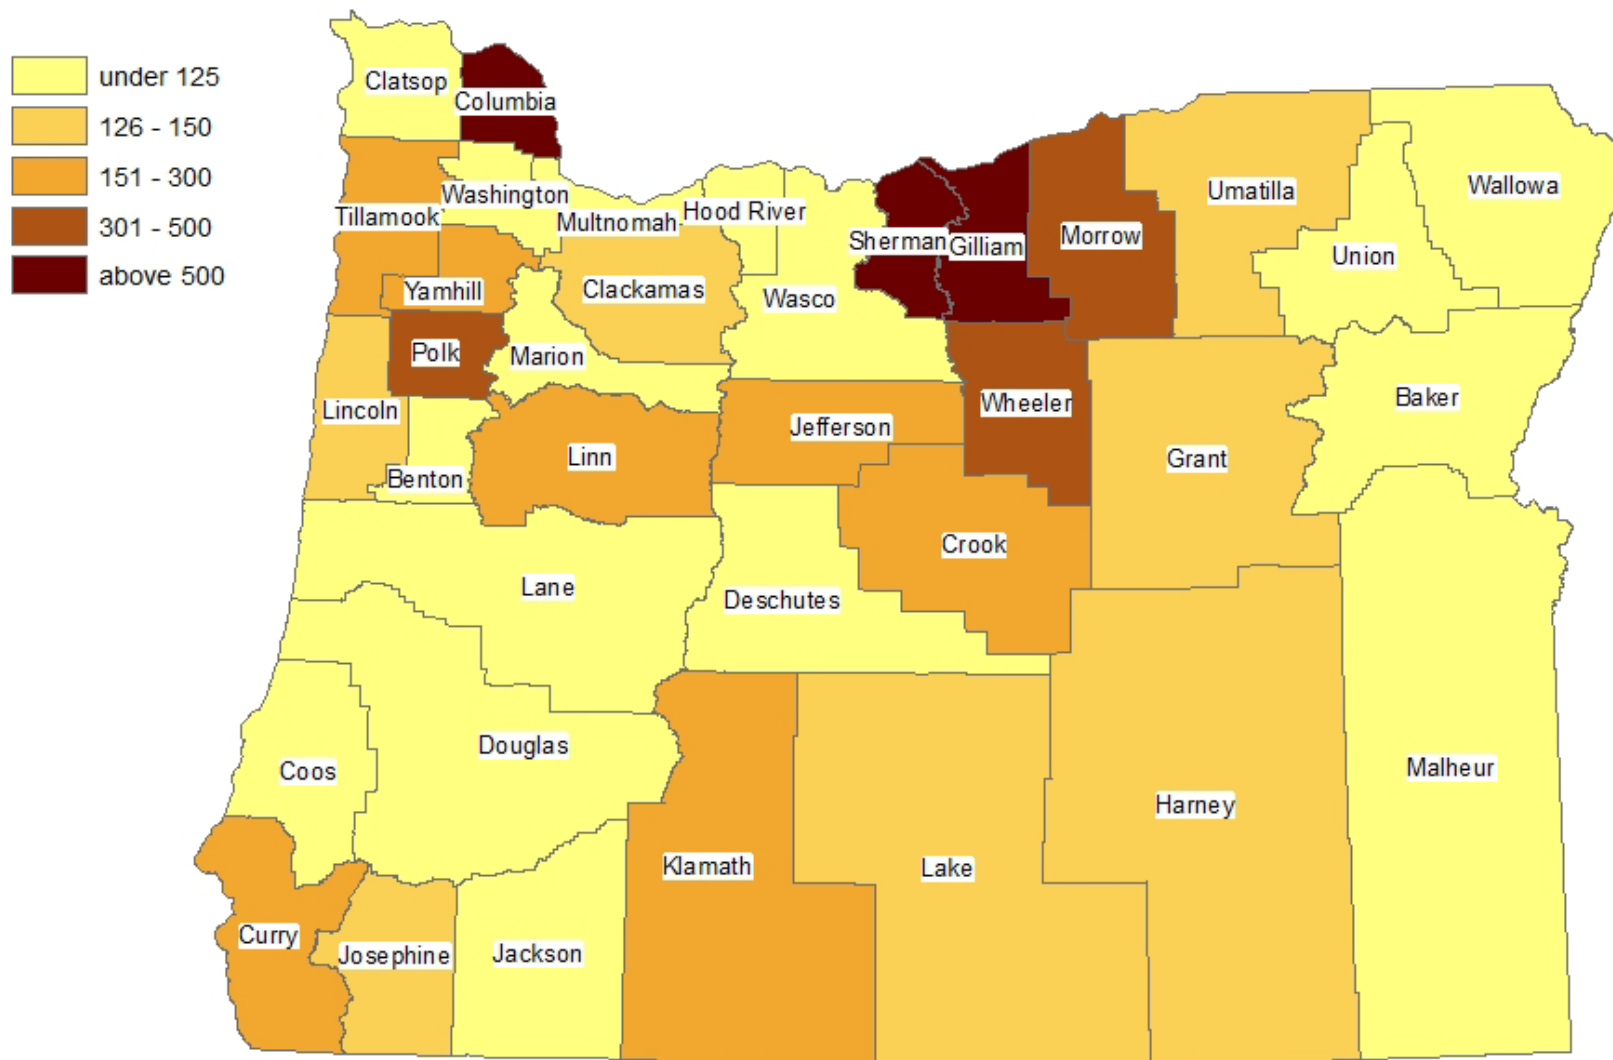 under 125
126 - 150
151 - 300
301 - 500
above 500
Clatsop
Columbia
Washington
Tillamook
Multnomah
Hood River
Sherman
Gilliam
Morrow
Umatilla
Wallowa
Union
Yamhill
Clackamas
Wasco
Polk
Marion
Lincoln
Benton
Linn
Jefferson
Wheeler
Grant
Baker
Crook
Lane
Deschutes
Douglas
Coos
Malheur
Harney
Klamath
Lake
Curry
Josephine
Jackson